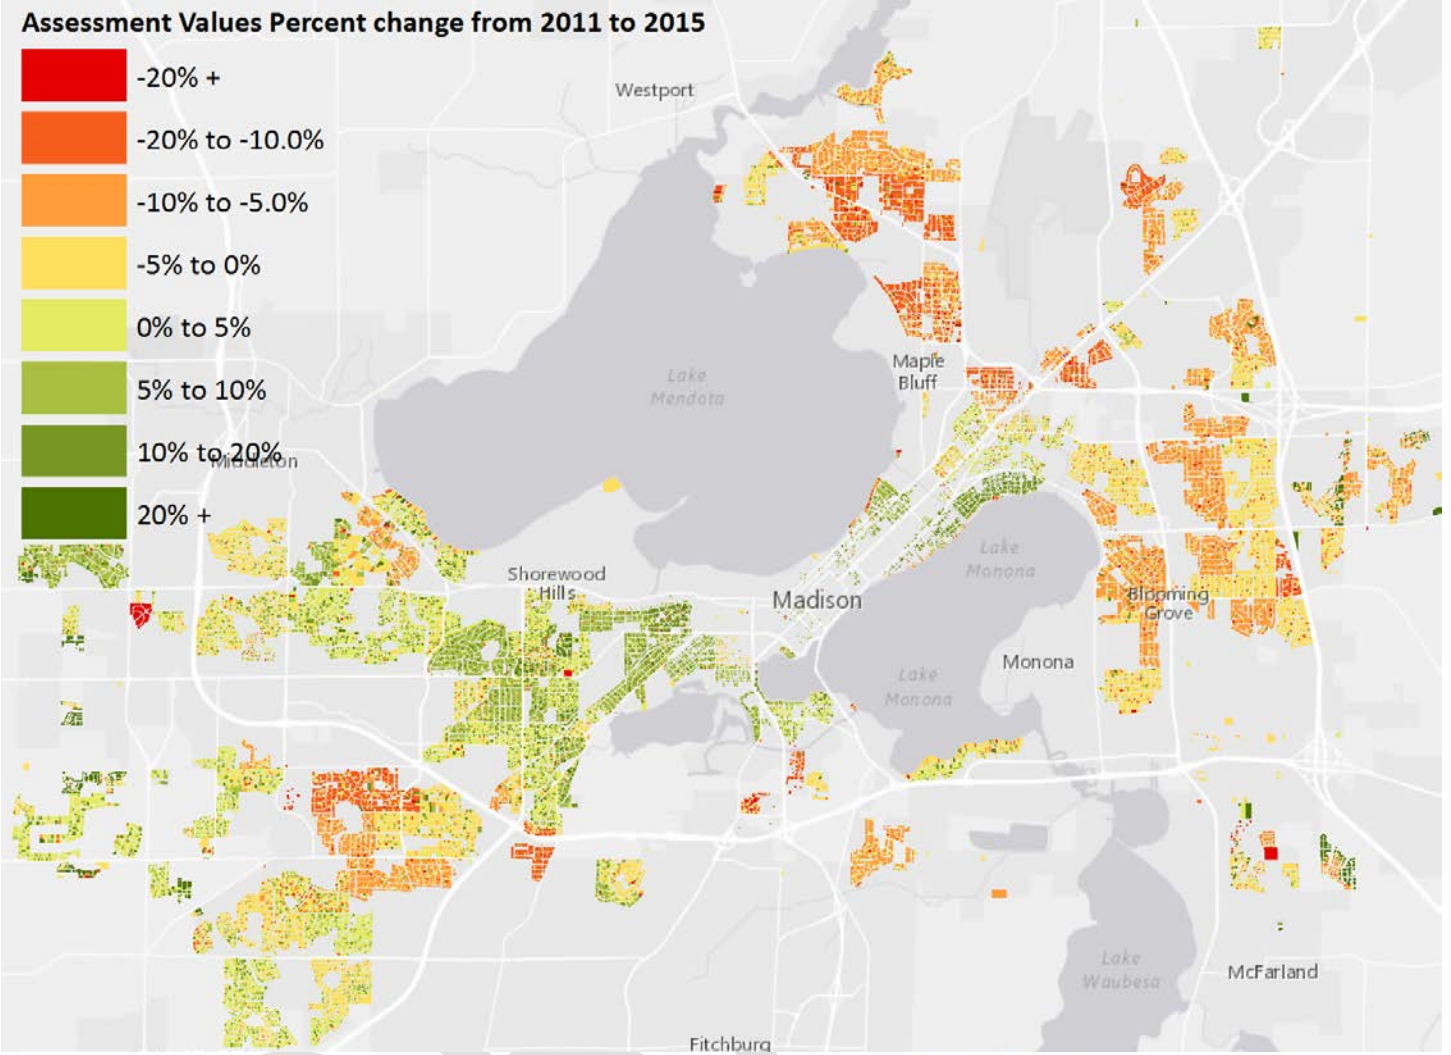 Assessment Values Percent change from 2011 to 2015
-20% +
-20% to -10.0%
-10% to -5.0%
-5% to 0%
0% to 5%
5% to 10%
10% to 20%
20% +
Westport
Maple
Bluff
Lake
Mendota
Middleton
Shorewood
Hills
Madison
Lake
Monona
Blooming
Grove
Monona
Lake
Monona
Lake
Waubesa
McFarland
Fitchburg